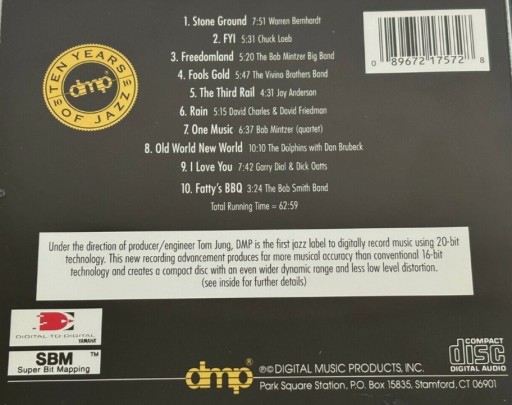 1. Stone Ground 7:51 Warren Bernhardt
2. FYI 5:31 Chuck Loeb
3. Freedomland 5:20 The Bob Mintzer Big Band
4. Fools Gold 5:47 The Vivino Brothers Band
5. The Third Rail 4:31 Jay Anderson
6. Rain 5:15 David Charles & David Friedman
7. One Music 6:37 Bob Mintzer (quartet)
8. Old World New World 10:10 The Dolphins with Dan Brubeck
9. I Love You 7:42 Garry Dial & Dick Oatts
10. Fatty's BBQ 3:24 The Bob Smith Band
Total Running Time = 62:59
TEN YEARS
10 dmp 10
OF JAZZ
0 89672 17572 8
Under the direction of producer/engineer Tom Jung, DMP is the first jazz label to digitally record music using 20-bit
technology. This new recording advancement produces far more musical accuracy than conventional 16-bit
technology and creates a compact disc with an even wider dynamic range and less low level distortion.
(see inside for further details)
DIGITAL-TO-DIGITAL
YAMAHA
SBM ™
Super Bit Mapping
dmp ℗©DIGITAL MUSIC PRODUCTS, INC.
Park Square Station, P.O. Box 15835, Stamford, CT 06901
COMPACT
disc
DIGITAL AUDIO